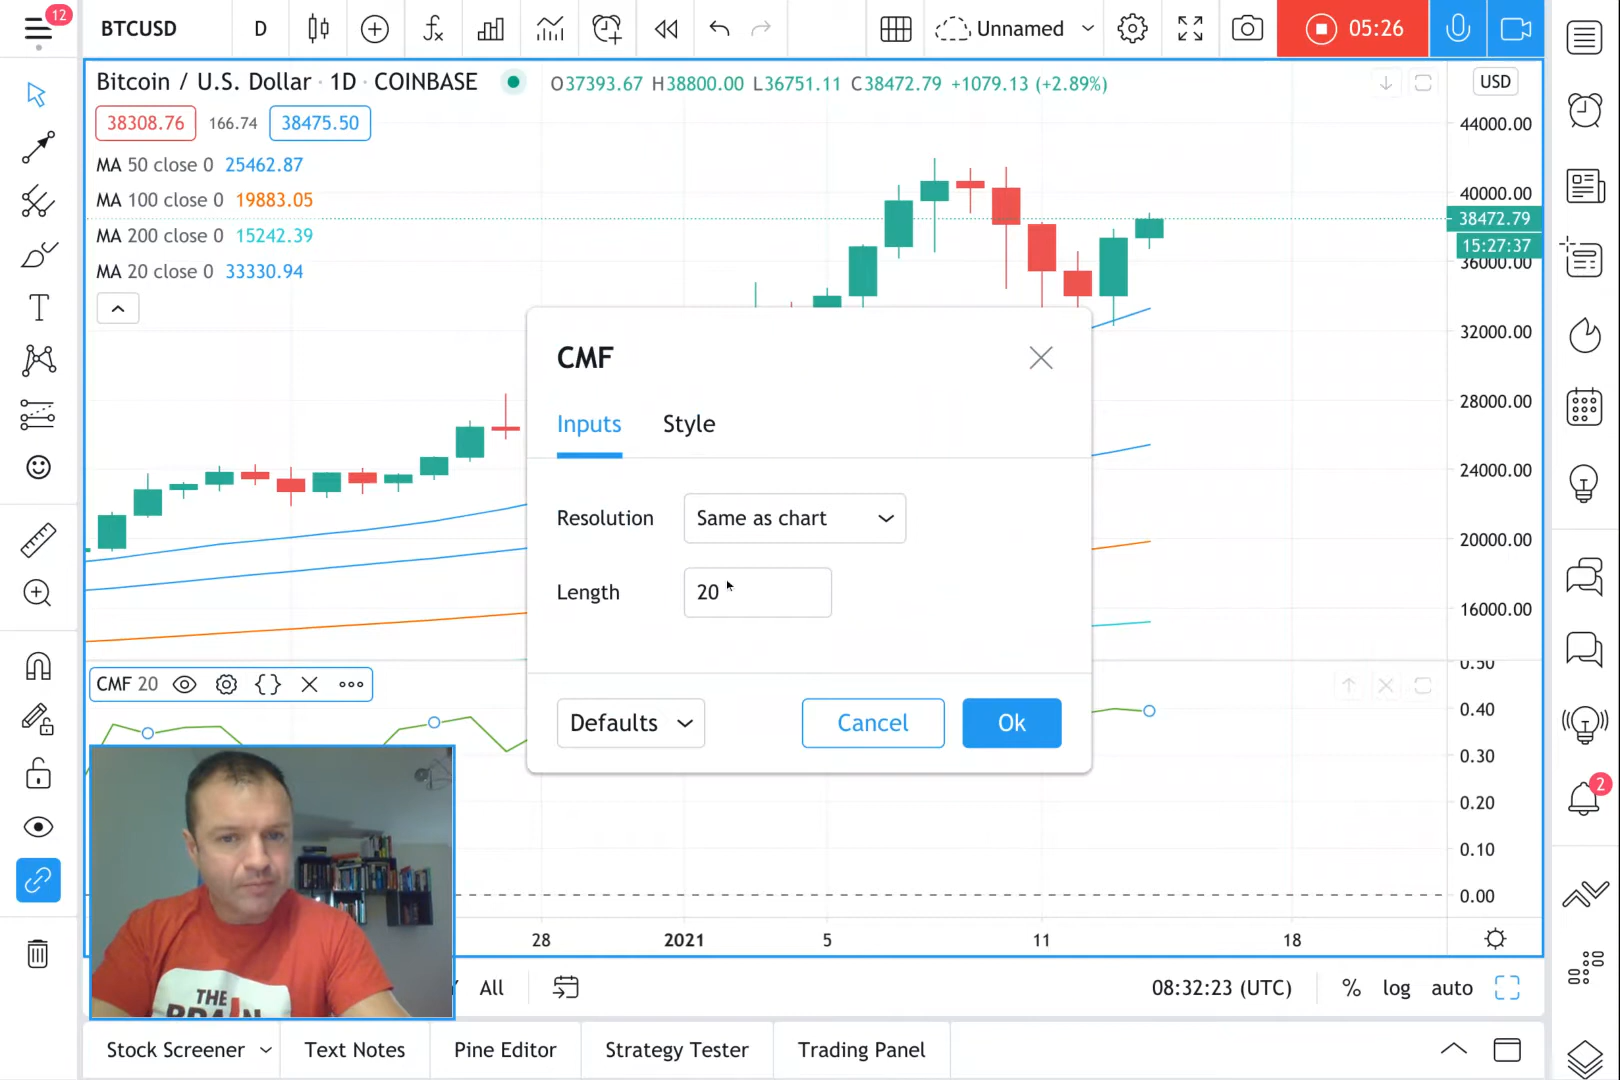 12
BTCUSD
D
Unnamed
05:26
Bitcoin / U.S. Dollar · 1D · COINBASE
O37393.67 H38800.00 L36751.11 C38472.79 +1079.13 (+2.89%)
USD
38308.76 166.74 38475.50
MA 50 close 0 25462.87
MA 100 close 0 19883.05
MA 200 close 0 15242.39
MA 20 close 0 33330.94
44000.00
40000.00
38472.79
15:27:37
36000.00
32000.00
28000.00
24000.00
20000.00
16000.00
CMF
Inputs Style
Resolution Same as chart
Length 20
Defaults Cancel Ok
CMF 20
0.50
0.40
0.30
0.20
0.10
0.00
2
28 2021 5 11 18
THE
BRAIN
All
08:32:23 (UTC) % log auto
Stock Screener Text Notes Pine Editor Strategy Tester Trading Panel